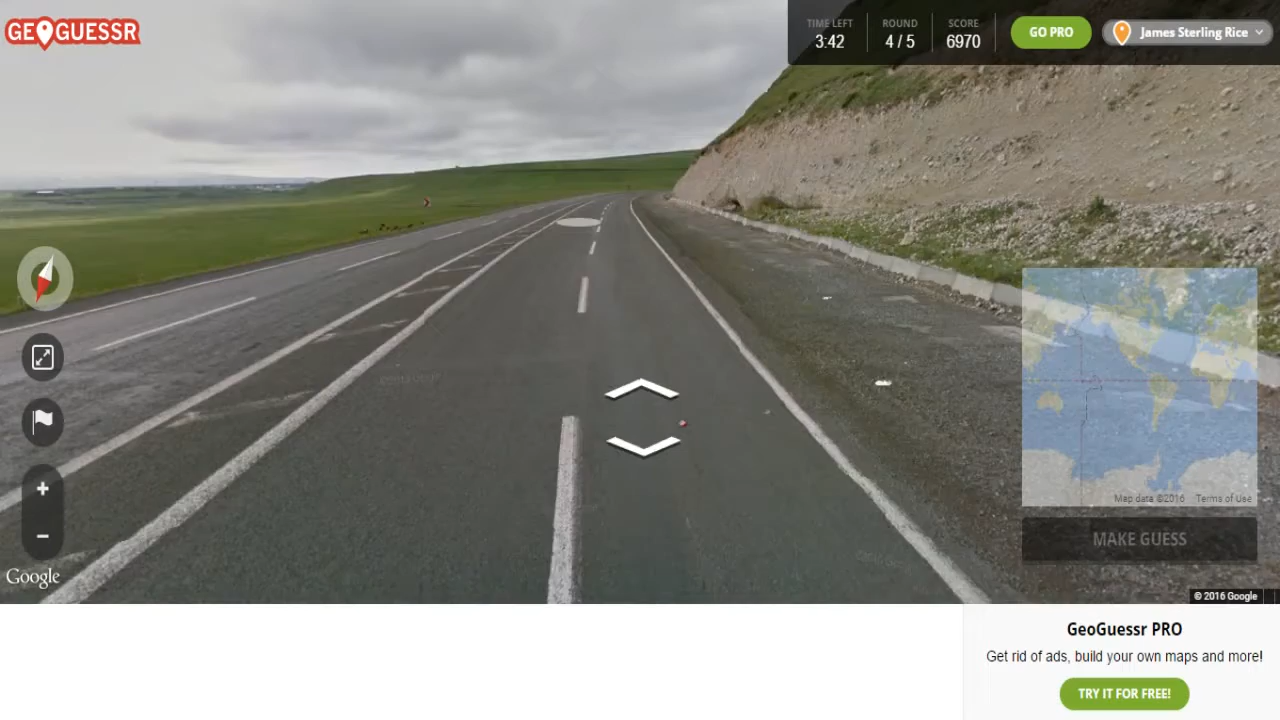 GEOGUESSR
TIME LEFT
3:42
ROUND
4 / 5
SCORE
6970
GO PRO
James Sterling Rice
Map data ©2016 Terms of Use
MAKE GUESS
Google
© 2016 Google
GeoGuessr PRO
Get rid of ads, build your own maps and more!
TRY IT FOR FREE!